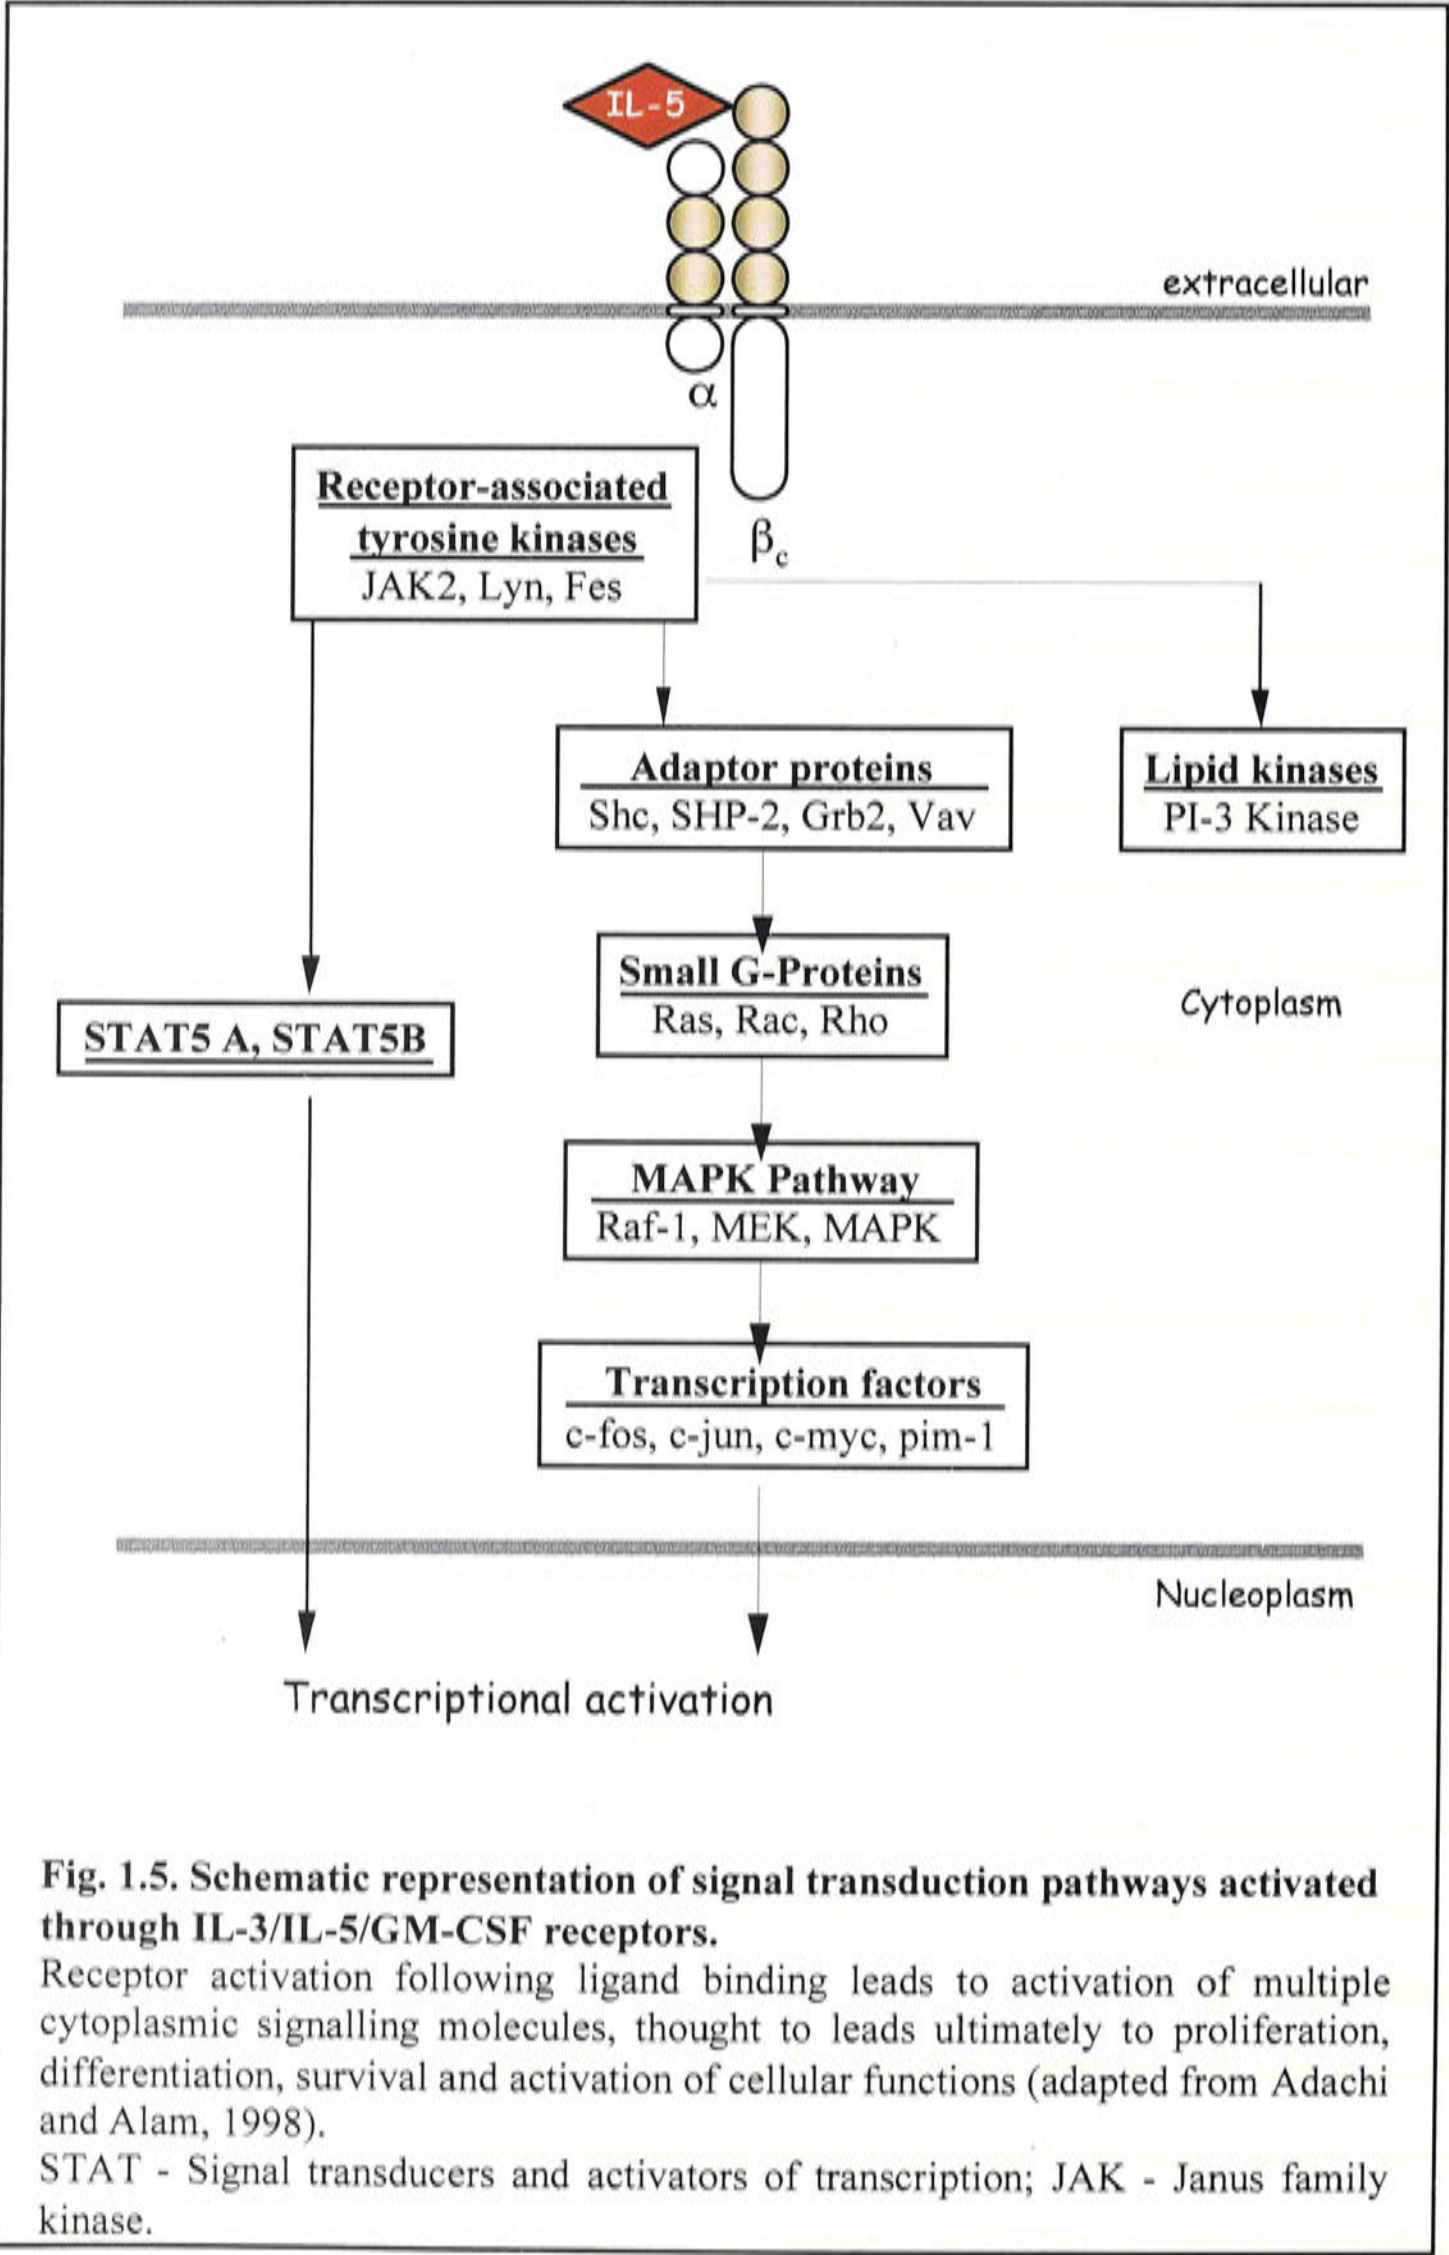 IL-5
extracellular
α
βc
Receptor-associated
tyrosine kinases
JAK2, Lyn, Fes
Adaptor proteins
Shc, SHP-2, Grb2, Vav
Lipid kinases
PI-3 Kinase
Small G-Proteins
Ras, Rac, Rho
Cytoplasm
STAT5 A, STAT5B
MAPK Pathway
Raf-1, MEK, MAPK
Transcription factors
c-fos, c-jun, c-myc, pim-1
Nucleoplasm
Transcriptional activation
Fig. 1.5. Schematic representation of signal transduction pathways activated
through IL-3/IL-5/GM-CSF receptors.
Receptor activation following ligand binding leads to activation of multiple
cytoplasmic signalling molecules, thought to leads ultimately to proliferation,
differentiation, survival and activation of cellular functions (adapted from Adachi
and Alam, 1998).
STAT - Signal transducers and activators of transcription; JAK - Janus family
kinase.